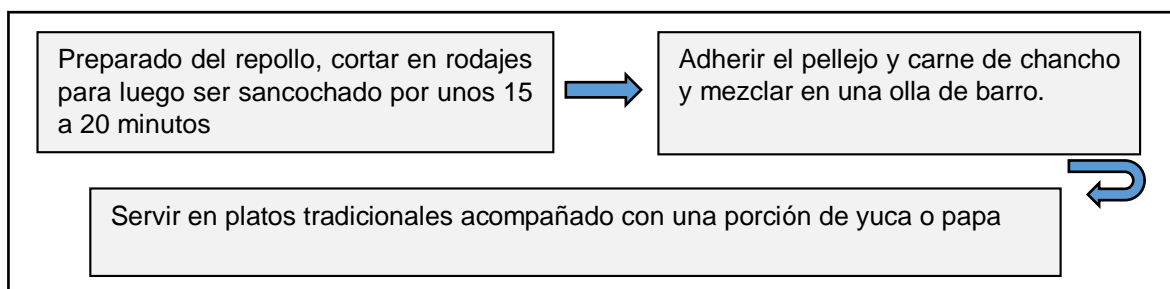 Preparado del repollo, cortar en rodajes
para luego ser sancochado por unos 15
a 20 minutos
Adherir el pellejo y carne de chancho
y mezclar en una olla de barro.
Servir en platos tradicionales acompañado con una porción de yuca o papa